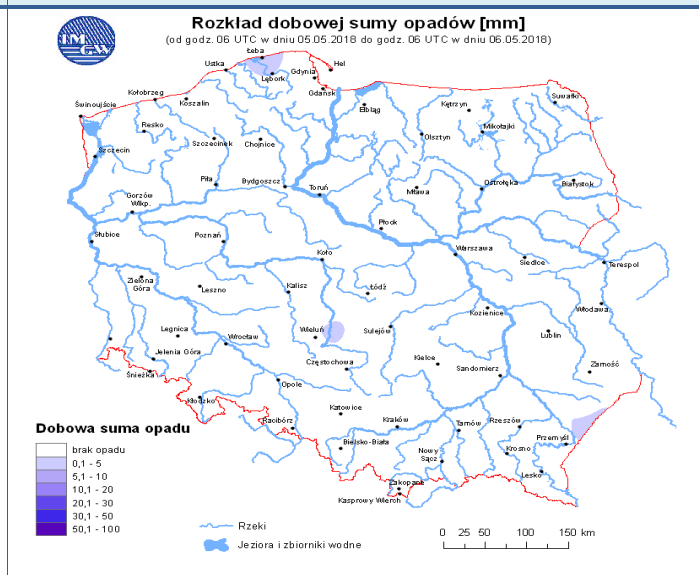 IMGW
Rozkład dobowej sumy opadów [mm]
(od godz. 06 UTC w dniu 05.05.2018 do godz. 06 UTC w dniu 06.05.2018)
Łeba
Ustka
Lębork
Gdynia
Hel
Gdańsk
Kołobrzeg
Koszalin
Świnoujście
Resko
Szczecin
Szczecinek
Chojnice
Elbląg
Kętrzyn
Suwałki
Mikołajki
Olsztyn
Piła
Bydgoszcz
Toruń
Mława
Ostrołęka
Białystok
Gorzów
Wlkp.
Słubice
Poznań
Płock
Koło
Warszawa
Siedlce
Terespol
Zielona
Góra
Leszno
Kalisz
Łódź
Kozienice
Włodawa
Legnica
Wrocław
Wieluń
Sulejów
Lublin
Jelenia Góra
Śnieżka
Częstochowa
Kielce
Sandomierz
Zamość
Opole
Kłodzko
Racibórz
Katowice
Kraków
Tarnów
Rzeszów
Przemyśl
Bielsko-Biała
Nowy
Sącz
Krosno
Lesko
Zakopane
Kasprowy Wierch
Dobowa suma opadu
brak opadu
0,1 - 5
5,1 - 10
10,1 - 20
20,1 - 30
30,1 - 50
50,1 - 100
Rzeki
Jeziora i zbiorniki wodne
0 25 50 100 150 km